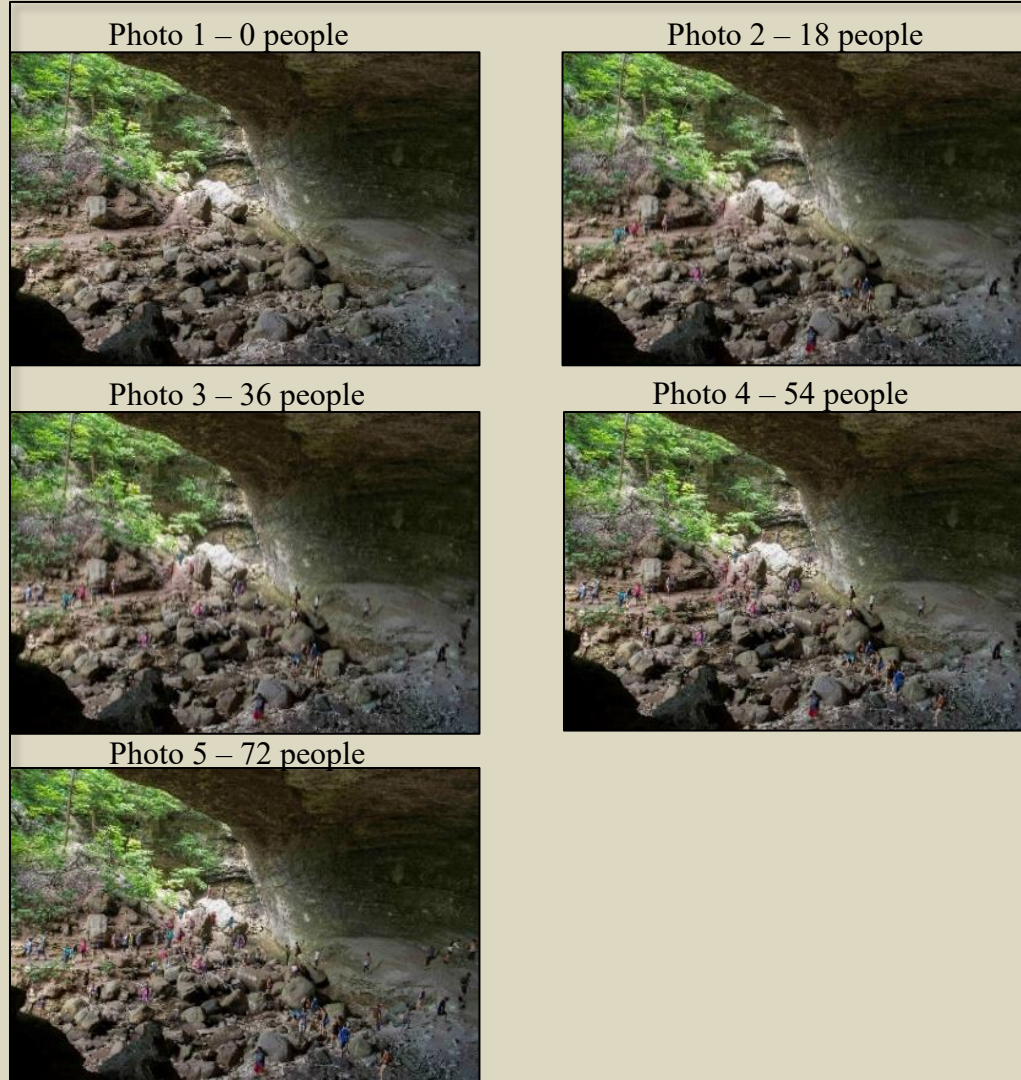 Photo 1 – 0 people
Photo 2 – 18 people
Photo 3 – 36 people
Photo 4 – 54 people
Photo 5 – 72 people